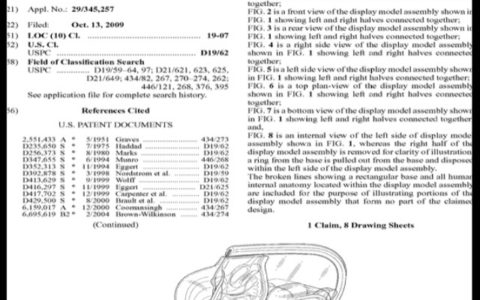 21) Appl. No.: 29/345,257
22) Filed: Oct. 13, 2009
51) LOC (10) Cl. 19-07
52) U.S. Cl.
USPC D19/62
58) Field of Classification Search
USPC D19/59-64, 97; D21/621, 623, 625,
D21/649; 434/82, 267, 270-274, 262;
446/121, 268, 376, 395
See application file for complete search history.
56) References Cited
U.S. PATENT DOCUMENTS
2,551,433 A * 5/1951 Graves 434/273
D235,650 S * 7/1975 Haddad D19/62
D256,373 S * 8/1980 Marks D19/62
D347,655 S * 6/1994 Munro 446/268
D352,313 S * 11/1994 Eggert D19/62
D392,878 S * 3/1998 Nordstrom et al. D19/59
D413,629 S * 9/1999 Wolff D19/62
D416,297 S * 11/1999 Eggert D21/625
D417,702 S * 12/1999 Carpenter et al. D19/62
D429,500 S * 8/2000 Brault et al. D19/62
6,159,017 A * 12/2000 Coomansingh 434/267
6,695,619 B2 * 2/2004 Brown-Wilkinson 434/274
(Continued)
together;
FIG. 2 is a front view of the display model assembly shown in
FIG. 1 showing left and right halves connected together;
FIG. 3 is a rear view of the display model assembly shown in
FIG. 1 showing left and right halves connected together;
FIG. 4 is a right side view of the display model assembly
shown in FIG. 1 showing left and right halves connected
together;
FIG. 5 is a left side view of the display model assembly shown
in FIG. 1 showing left and right halves connected together;
FIG. 6 is a top plan-view of the display model assembly
shown in FIG. 1 showing left and right halves connected
together;
FIG. 7 is a bottom view of the display model assembly shown
in FIG. 1 showing left and right halves connected together;
and,
FIG. 8 is an internal view of the left side of display model
assembly shown in FIG. 1, whereas the right half of the
display model assembly is removed for clarity of illustration;
a ring from the base is pulled out from the base and disposed
within the left side of the display model assembly.
The broken lines showing a rectangular base and all human
internal anatomy located within the display model assembly
are included for the purpose of illustrating portions of the
display model assembly that form no part of the claimed
design.
1 Claim, 8 Drawing Sheets